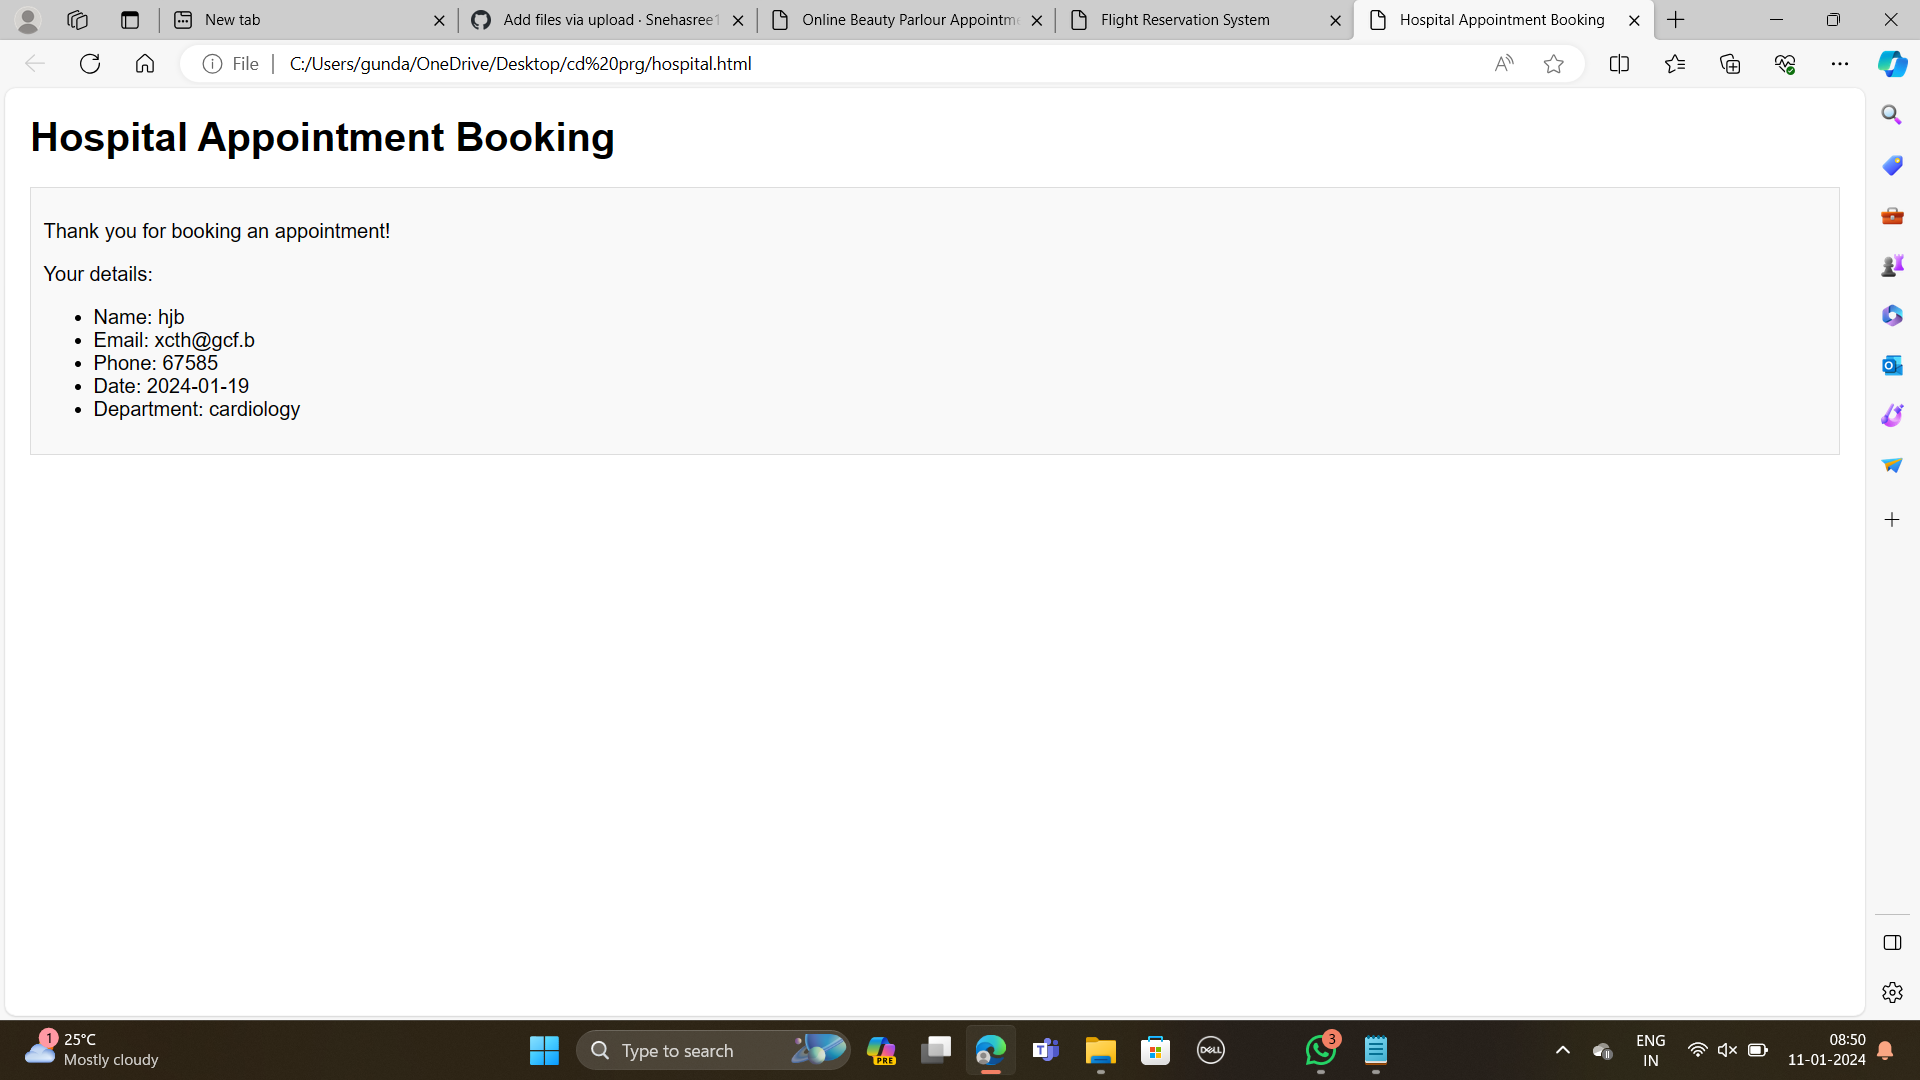 New tab
Add files via upload · Snehasree1
Online Beauty Parlour Appointme
Flight Reservation System
Hospital Appointment Booking
File
C:/Users/gunda/OneDrive/Desktop/cd%20prg/hospital.html
Hospital Appointment Booking
Thank you for booking an appointment!
Your details:
• Name: hjb
• Email: xcth@gcf.b
• Phone: 67585
• Date: 2024-01-19
• Department: cardiology
1
25°C
Mostly cloudy
Type to search
PRE
DELL
3
ENG
IN
08:50
11-01-2024